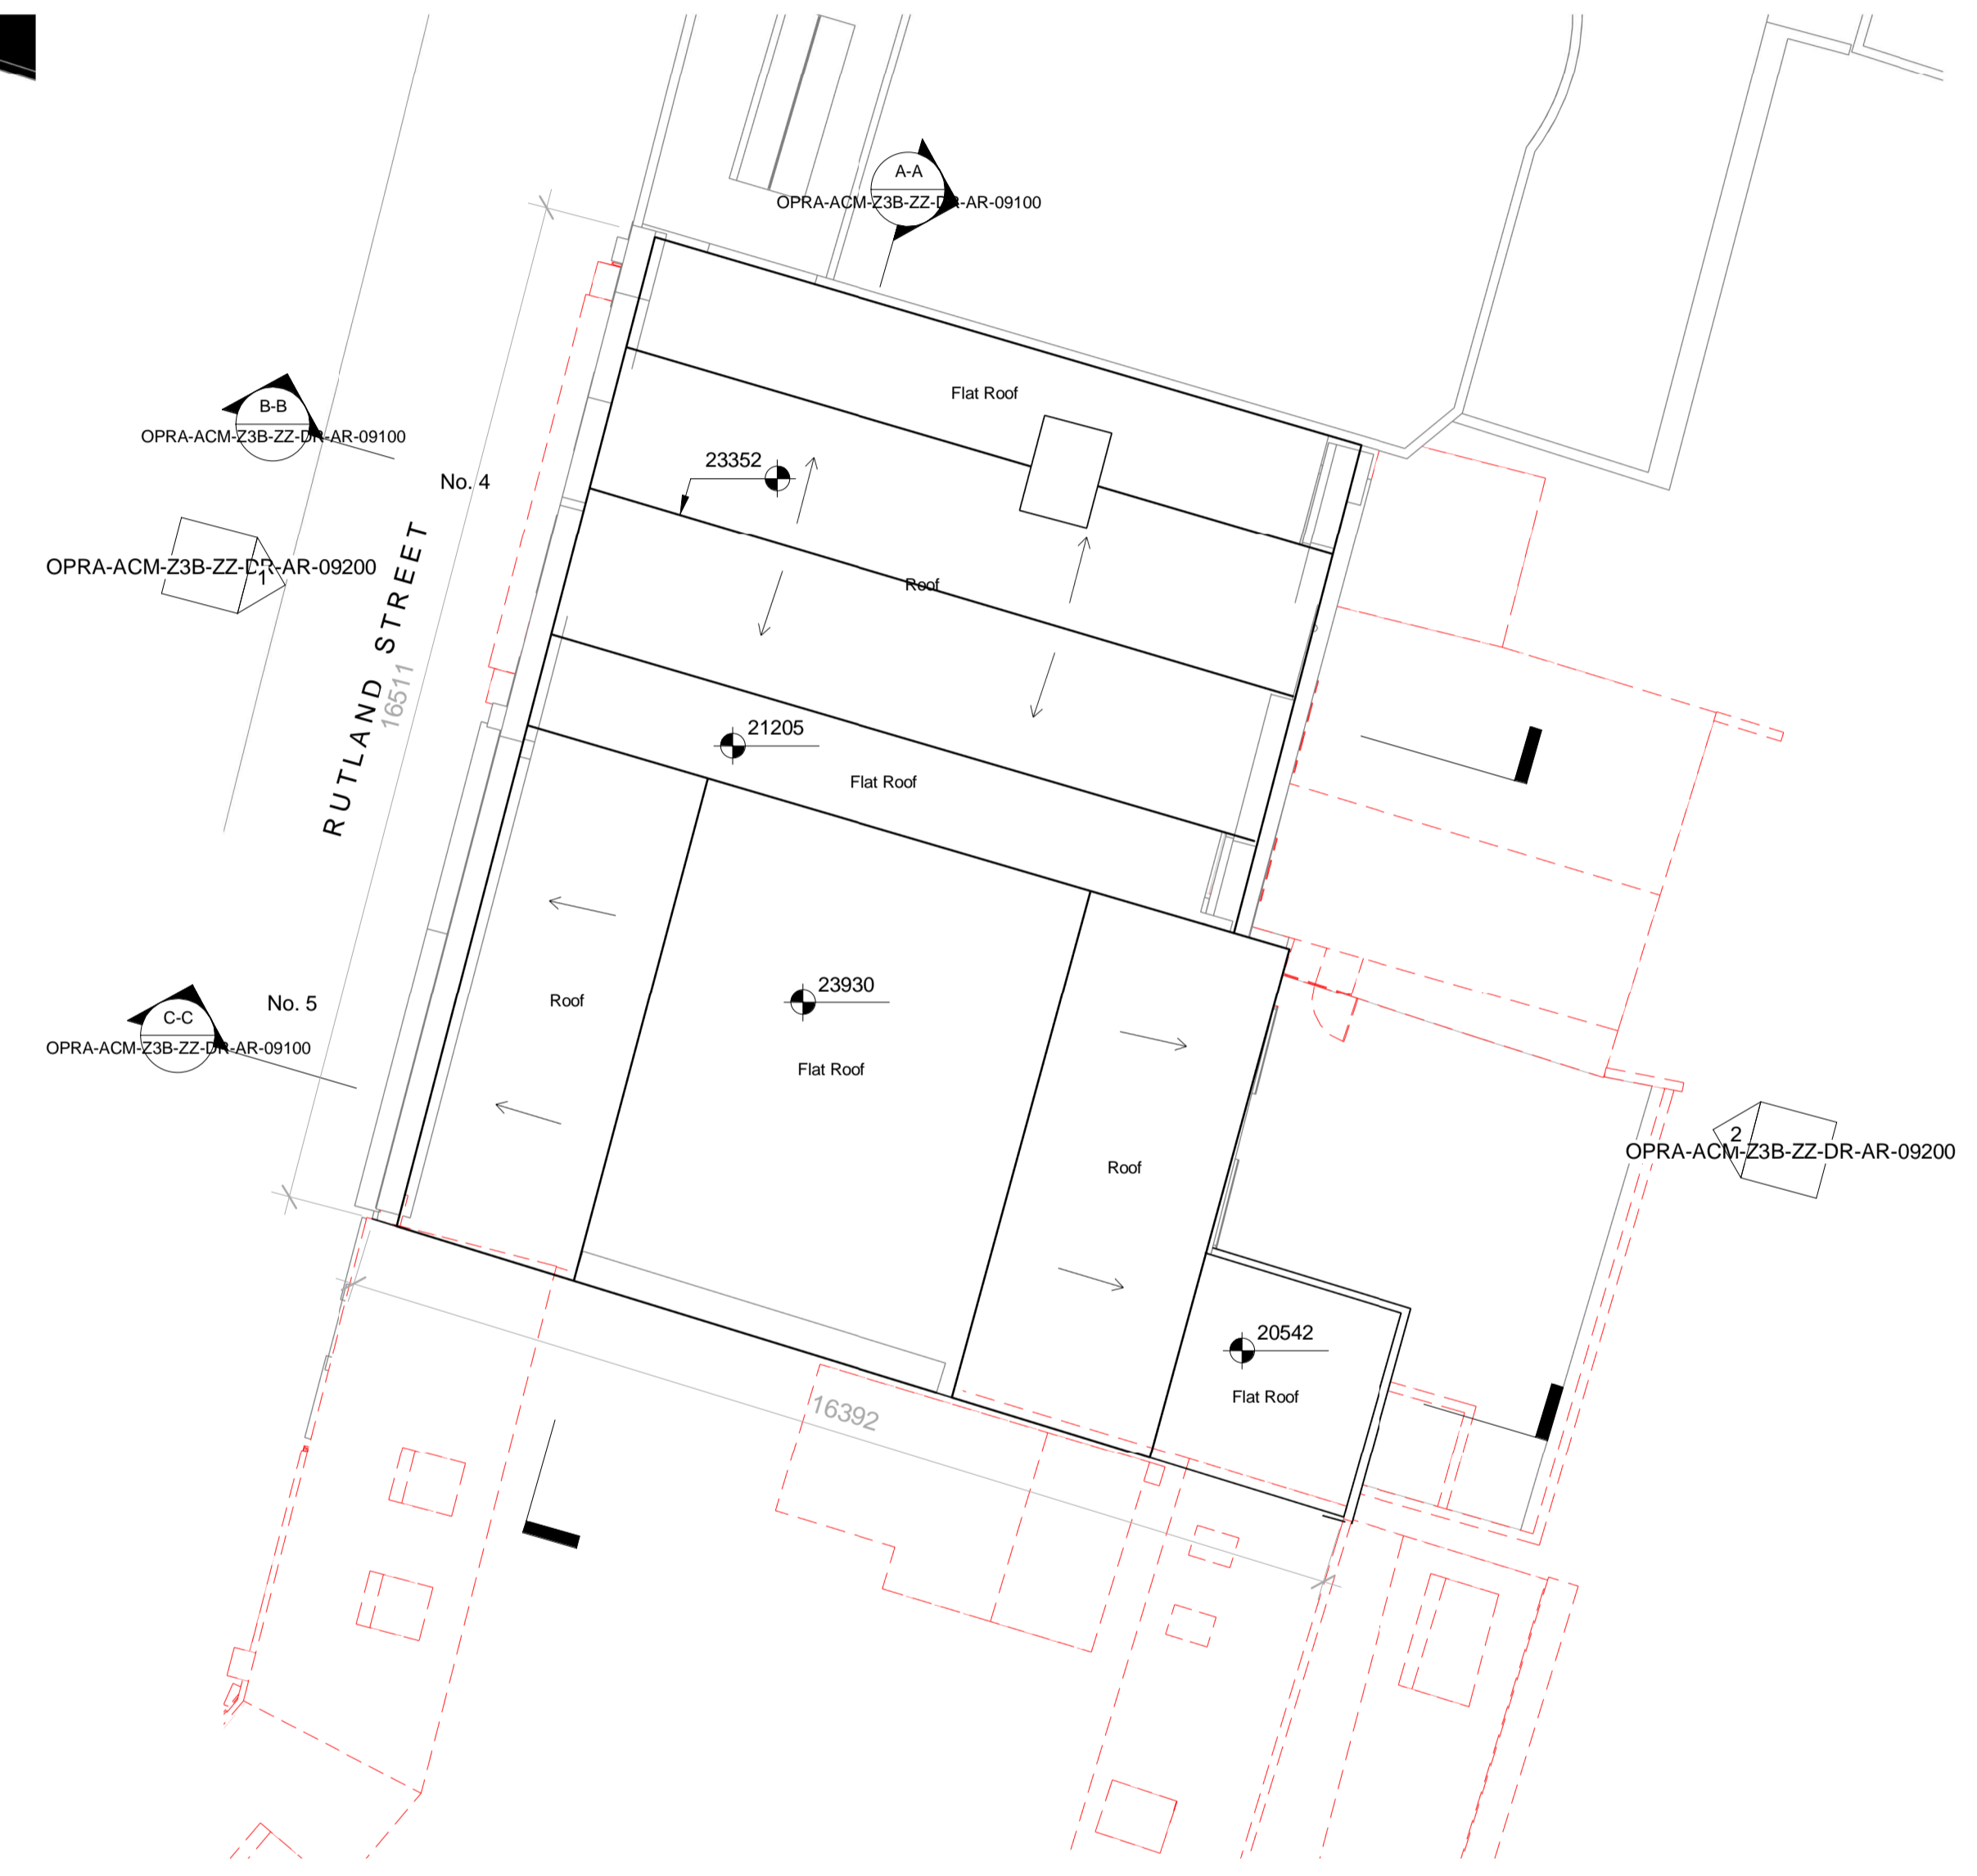 A-A
OPRA-ACM-Z3B-ZZ-DR-AR-09100
Flat Roof
B-B
OPRA-ACM-Z3B-ZZ-DR-AR-09100
23352
No. 4
OPRA-ACM-Z3B-ZZ-DR-AR-09200
1
Roof
RUTLAND STREET
16511
21205
Flat Roof
23930
No. 5
Roof
C-C
OPRA-ACM-Z3B-ZZ-DR-AR-09100
Flat Roof
2
OPRA-ACM-Z3B-ZZ-DR-AR-09200
Roof
20542
Flat Roof
16392